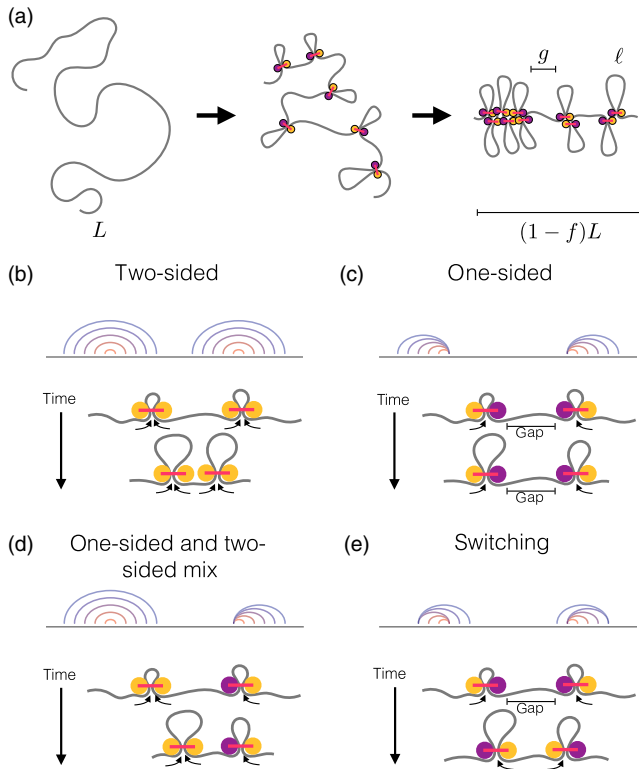 (a)
g
ℓ
L
(1 − f)L
(b)
Two-sided
(c)
One-sided
Time
Time
Gap
Gap
(d)
One-sided and two-
sided mix
(e)
Switching
Time
Time
Gap